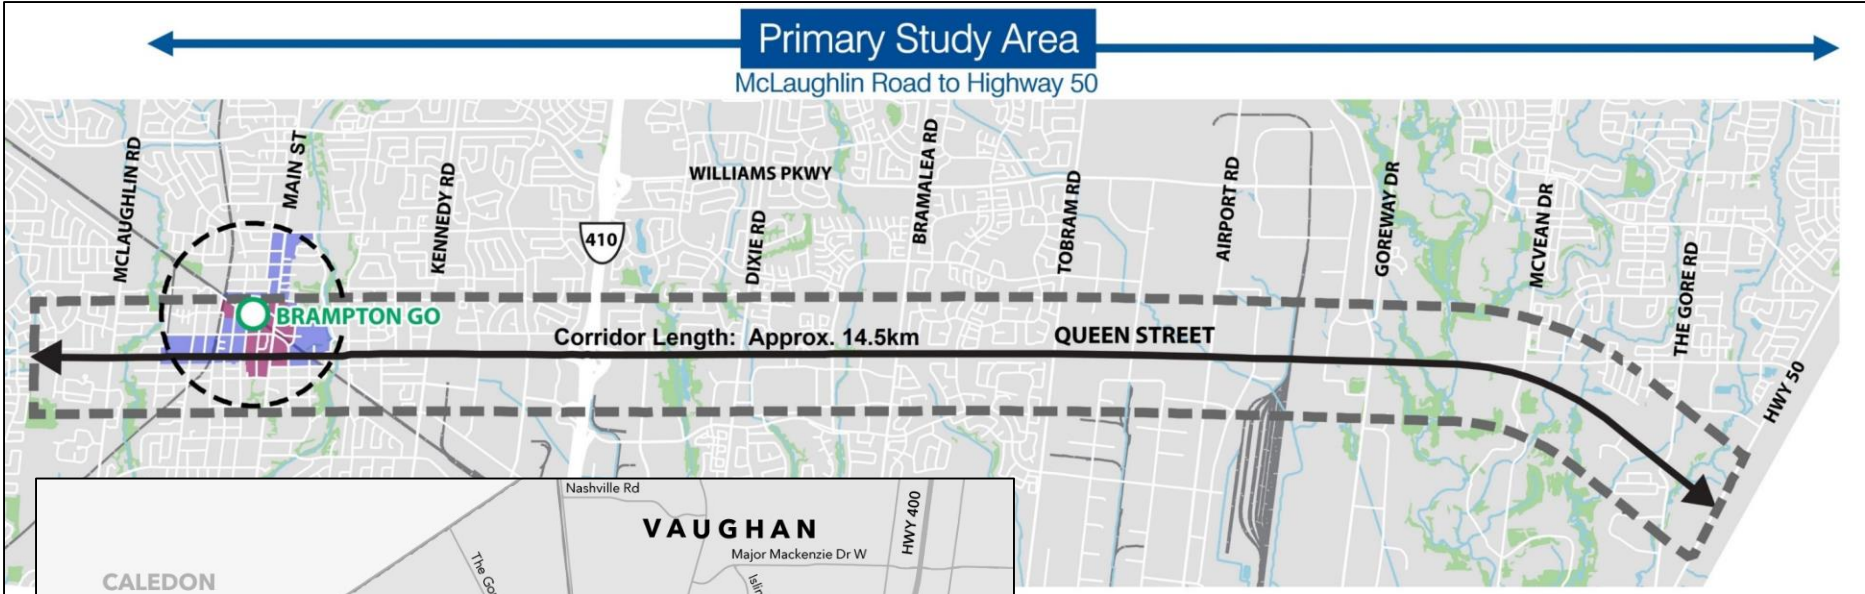 Primary Study Area
McLaughlin Road to Highway 50
MCLAUGHLIN RD
MAIN ST
KENNEDY RD
410
WILLIAMS PKWY
DIXIE RD
BRAMALEA RD
TOBRAM RD
AIRPORT RD
GOREWAY DR
MCVEAN DR
THE GORE RD
HWY 50
BRAMPTON GO
Corridor Length: Approx. 14.5km
QUEEN STREET
Nashville Rd
VAUGHAN
HWY 400
Major Mackenzie Dr W
CALEDON